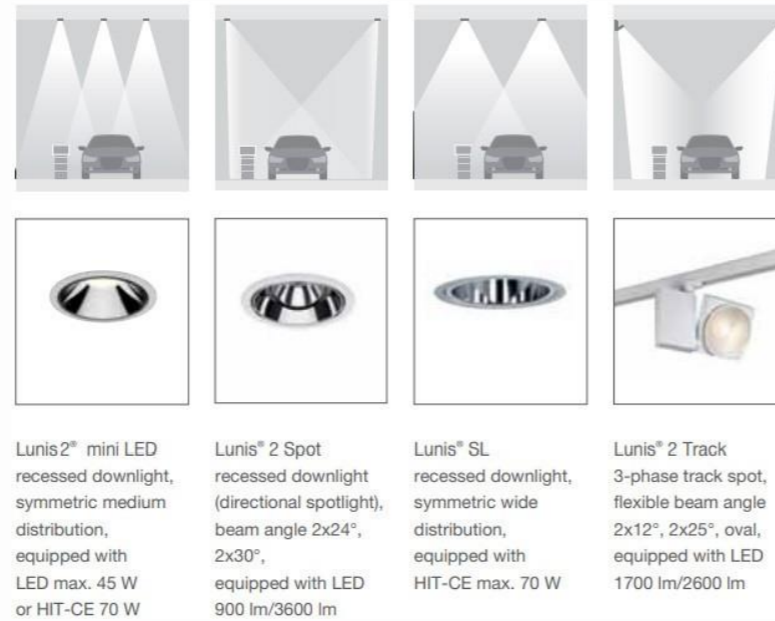 Lunis2® mini LED
recessed downlight,
symmetric medium
distribution,
equipped with
LED max. 45 W
or HIT-CE 70 W
Lunis® 2 Spot
recessed downlight
(directional spotlight),
beam angle 2x24°,
2x30°,
equipped with LED
900 lm/3600 lm
Lunis® SL
recessed downlight,
symmetric wide
distribution,
equipped with
HIT-CE max. 70 W
Lunis® 2 Track
3-phase track spot,
flexible beam angle
2x12°, 2x25°, oval,
equipped with LED
1700 lm/2600 lm